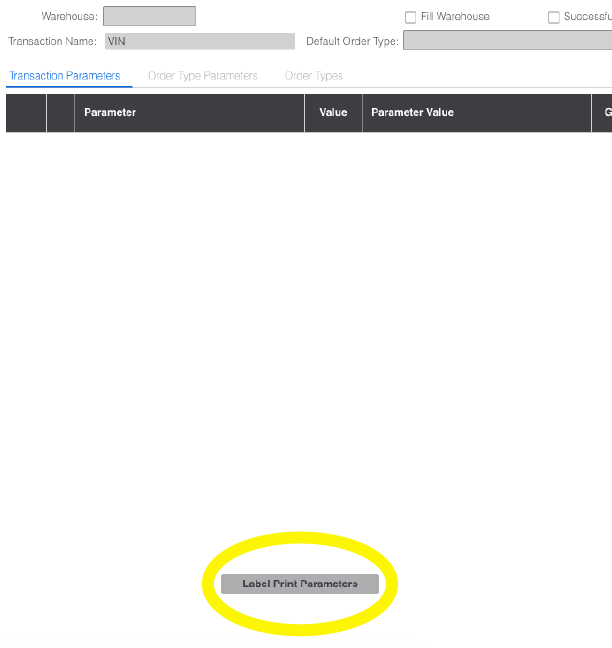 Warehouse: Fill Warehouse
Transaction Name: VIN Default Order Type:
Transaction Parameters Order Type Parameters Order Types
Parameter Value Parameter Value
Label Print Parameters